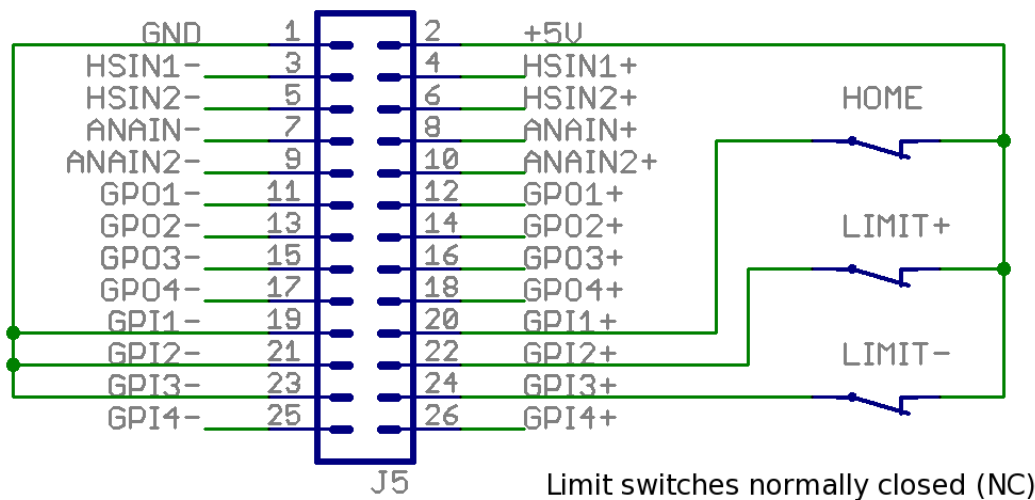 GND 1 2 +5V
HSIN1- 3 4 HSIN1+
HSIN2- 5 6 HSIN2+ HOME
ANAIN- 7 8 ANAIN+
ANAIN2- 9 10 ANAIN2+
GPO1- 11 12 GPO1+
GPO2- 13 14 GPO2+ LIMIT+
GPO3- 15 16 GPO3+
GPO4- 17 18 GPO4+
GPI1- 19 20 GPI1+
GPI2- 21 22 GPI2+ LIMIT-
GPI3- 23 24 GPI3+
GPI4- 25 26 GPI4+
J5
Limit switches normally closed (NC)